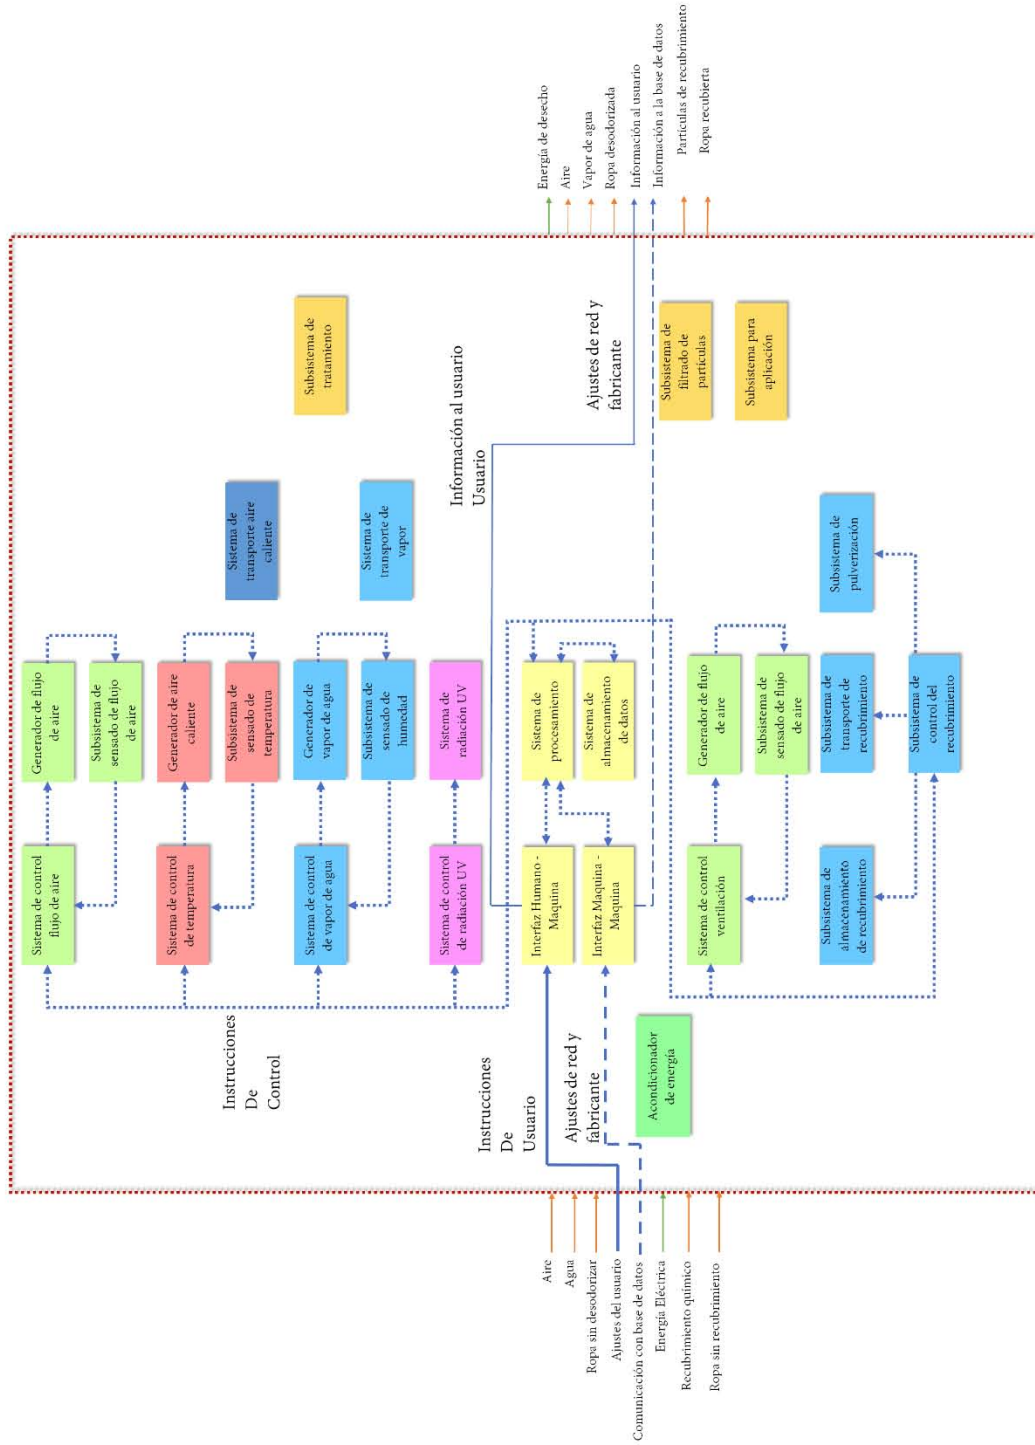 Aire
Agua
Ropa sin desodorizar
Ajustes del usuario
Comunicación con base de datos
Energía Eléctrica
Recubrimiento químico
Ropa sin recubrimiento
Instrucciones
De
Control
Instrucciones
De
Usuario
Ajustes de red y
fabricante
Acondicionador
de energía
Sistema de control
flujo de aire
Sistema de control
de temperatura
Sistema de control
de vapor de agua
Sistema de control
de radiación UV
Interfaz Humano -
Maquina
Interfaz Maquina -
Maquina
Sistema de control
ventilación
Subsistema de
almacenamiento
de recubrimiento
Generador de flujo
de aire
Subsistema de
sensado de flujo
de aire
Generador de aire
caliente
Subsistema de
sensado de
temperatura
Generador de
vapor de agua
Subsistema de
sensado de
humedad
Sistema de
radiación UV
Sistema de
procesamiento
Sistema de
almacenamiento
de datos
Generador de flujo
de aire
Subsistema de
sensado de flujo
de aire
Subsistema de
transporte de
recubrimiento
Subsistema de
control del
recubrimiento
Sistema de
transporte aire
caliente
Sistema de
transporte de
vapor
Subsistema de
pulverización
Información al usuario
Usuario
Subsistema de
tratamiento
Ajustes de red y
fabricante
Subsistema de
filtrado de
partículas
Subsistema para
aplicación
Energía de desecho
Aire
Vapor de agua
Ropa desodorizada
Información al usuario
Información a la base de datos
Partículas de recubrimiento
Ropa recubierta